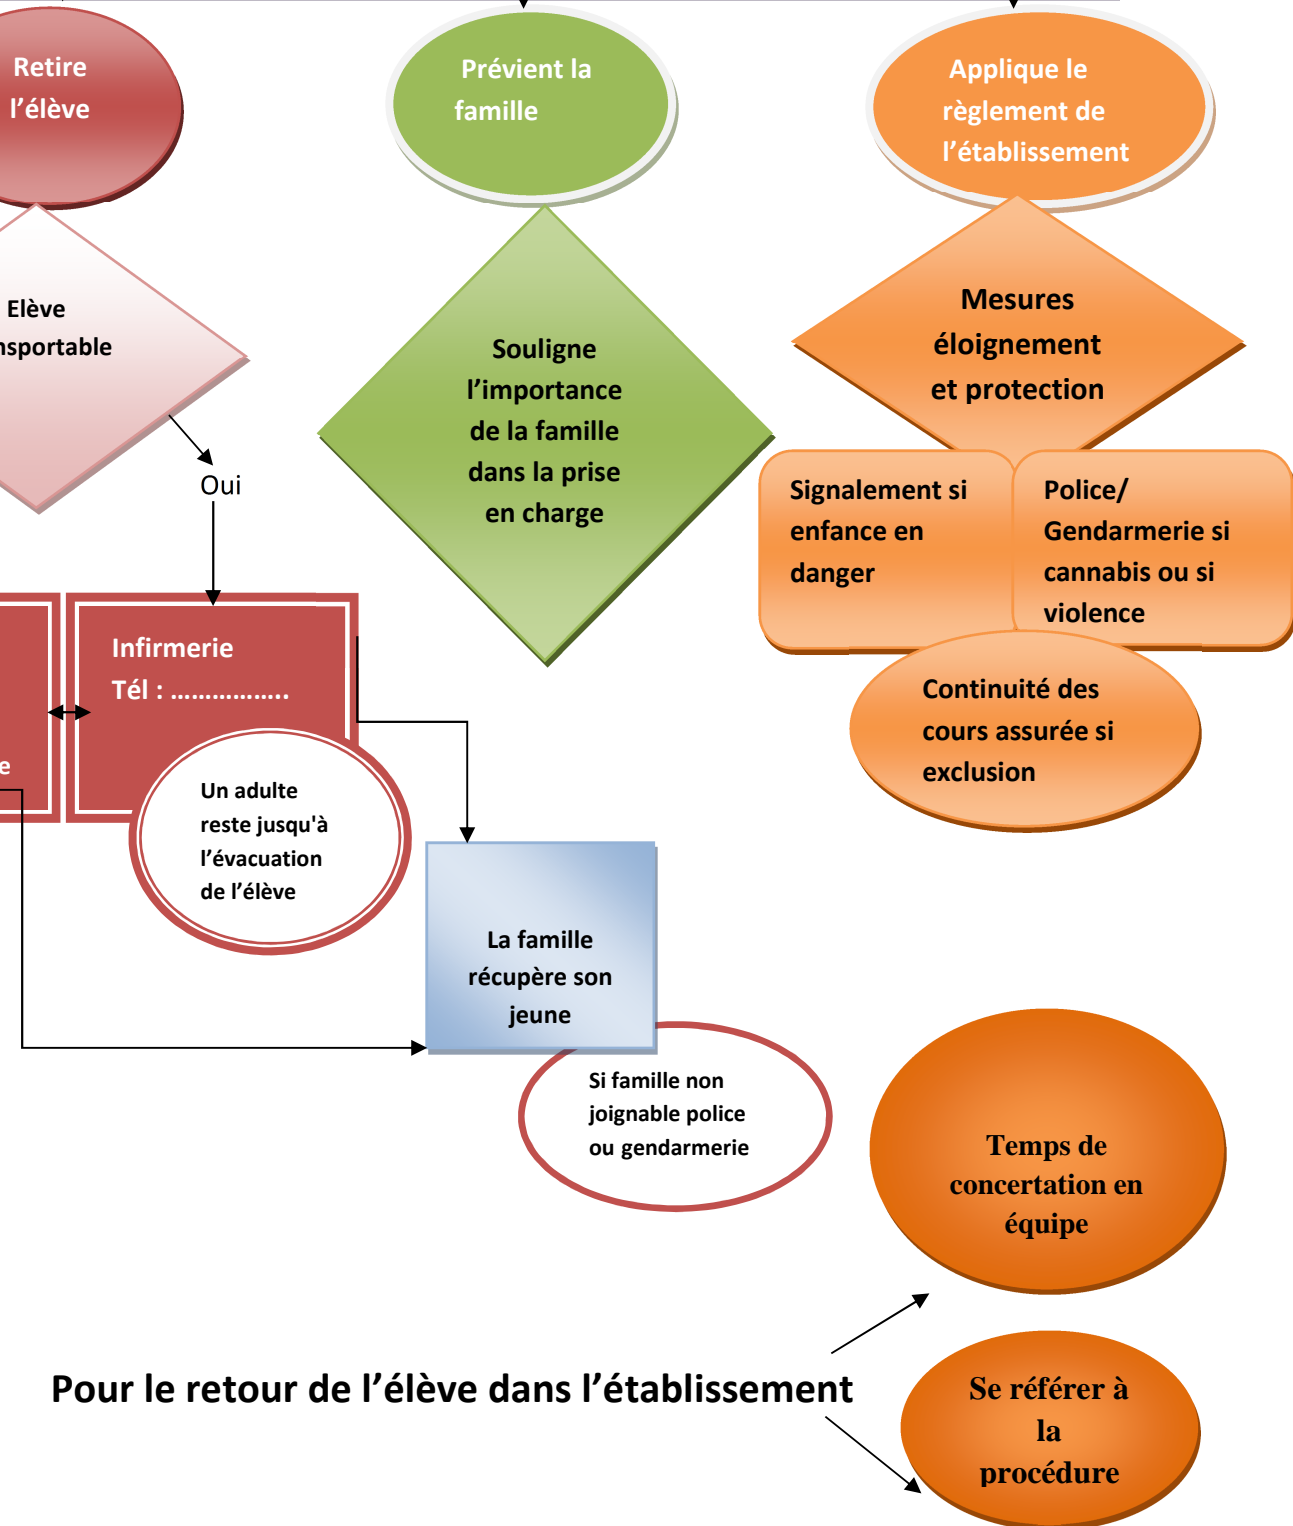 Retire
l'élève
Prévient la
famille
Applique le
règlement de
l'établissement
Elève
nsportable
Oui
Souligne
l'importance
de la famille
dans la prise
en charge
Mesures
éloignement
et protection
Signalement si
enfance en
danger
Police/
Gendarmerie si
cannabis ou si
violence
Continuité des
cours assurée si
exclusion
e
Infirmerie
Tél : ……………..
Un adulte
reste jusqu'à
l'évacuation
de l'élève
La famille
récupère son
jeune
Si famille non
joignable police
ou gendarmerie
Temps de
concertation en
équipe
Pour le retour de l'élève dans l'établissement
Se référer à
la
procédure